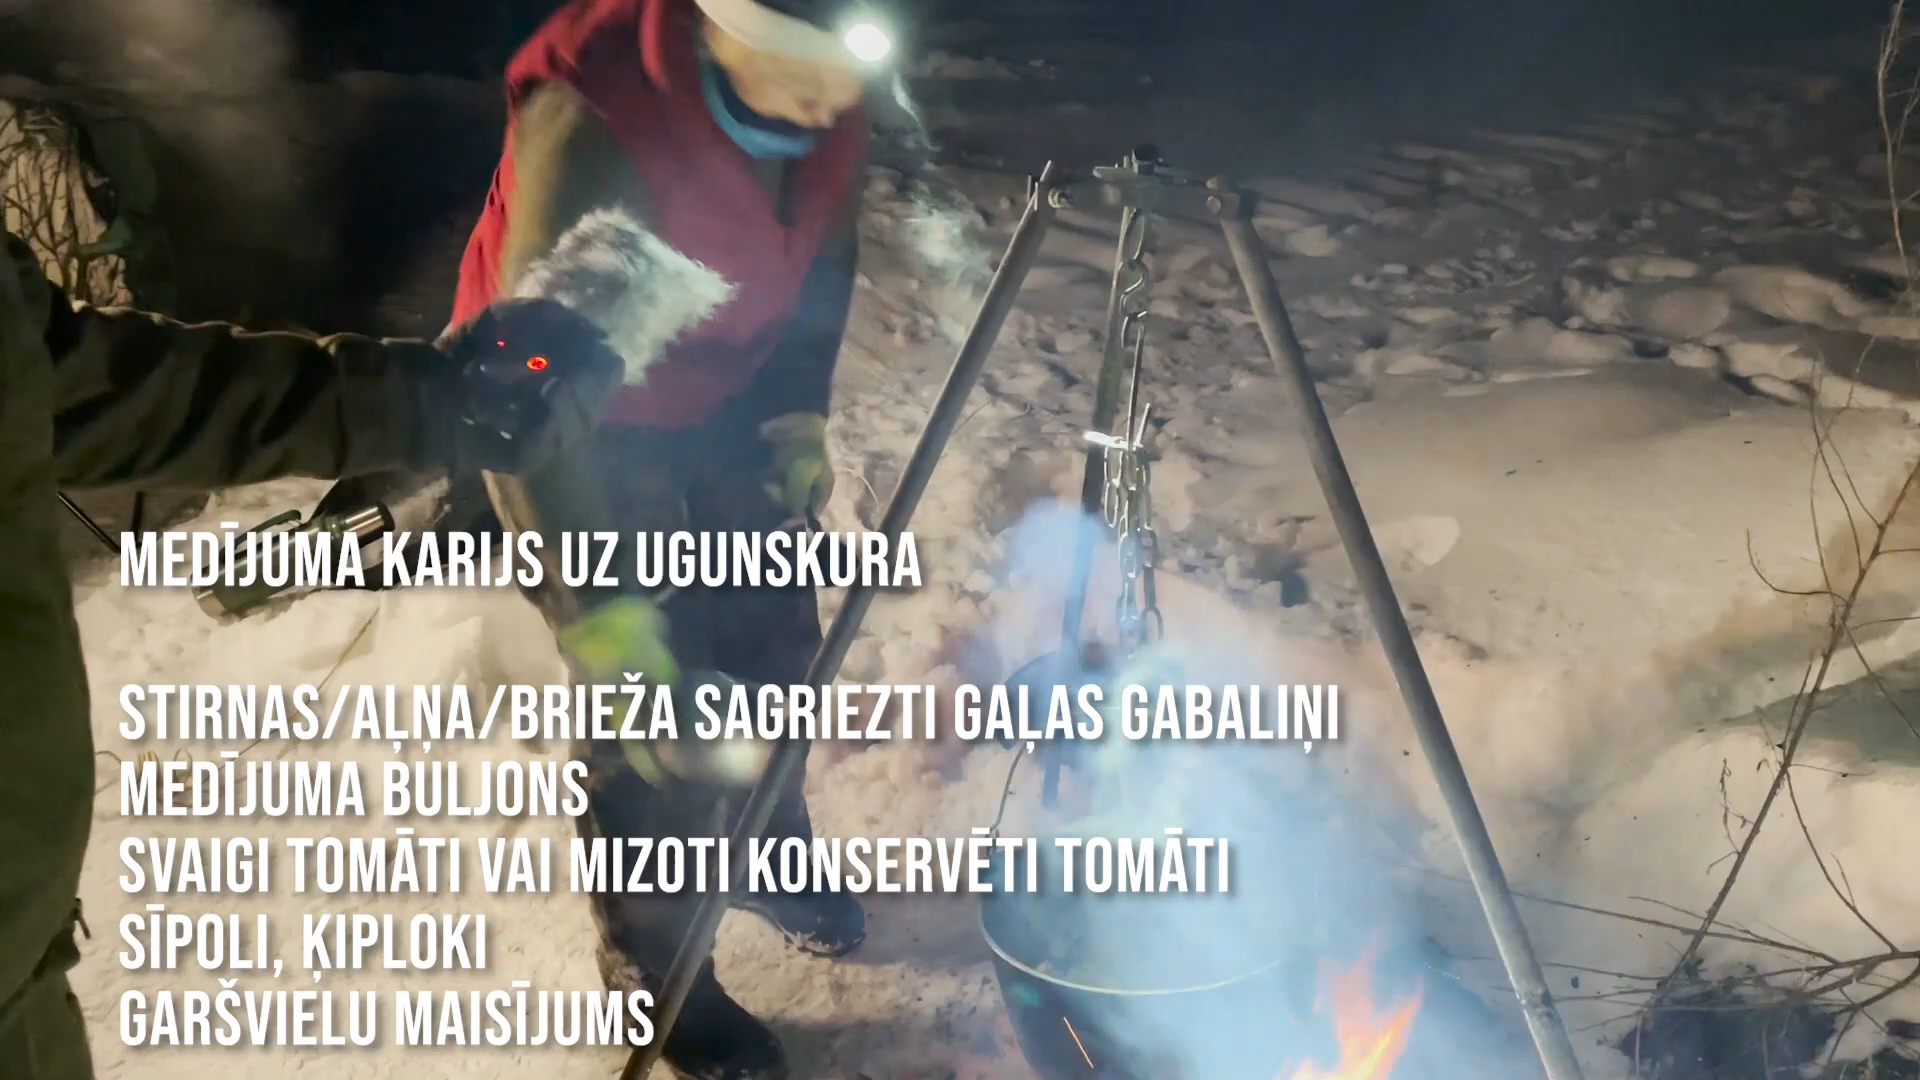 MEDĪJUMA KARIJS UZ UGUNSKURA
STIRNAS/AĻŅA/BRIEŽA SAGRIEZTI GAĻAS GABALIŅI
MEDĪJUMA BULJONS
SVAIGI TOMĀTI VAI MIZOTI KONSERVĒTI TOMĀTI
SĪPOLI, ĶIPLOKI
GARŠVIELU MAISĪJUMS